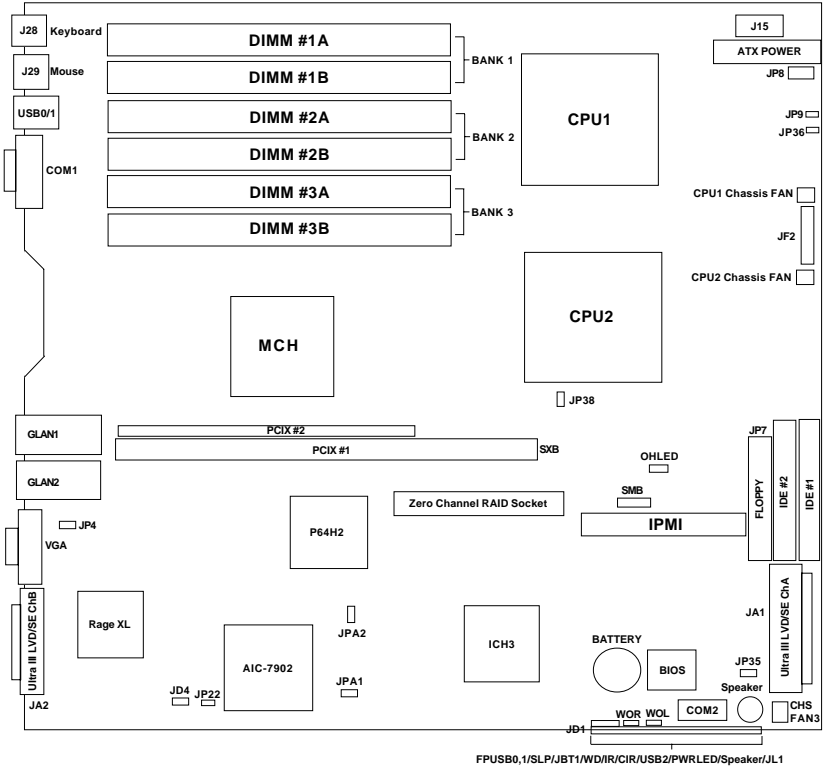 J28 Keyboard
J29 Mouse
USB0/1
COM1
DIMM #1A
DIMM #1B
BANK 1
DIMM #2A
DIMM #2B
BANK 2
DIMM #3A
DIMM #3B
BANK 3
CPU1
J15
ATX POWER
JP8
JP9
JP36
CPU1 Chassis FAN
JF2
CPU2 Chassis FAN
CPU2
MCH
JP38
GLAN1
GLAN2
PCIX #2
PCIX #1
SXB
JP7
OHLED
SMB
IPMI
FLOPPY
IDE #2
IDE #1
Zero Channel RAID Socket
P64H2
JP4
VGA
Ultra III LVD/SE ChB
JA2
Rage XL
AIC-7902
JPA2
JPA1
JD4
JP22
ICH3
BATTERY
BIOS
JA1
Ultra III LVD/SE ChA
JP35
Speaker
COM2
CHS
FAN3
WOR
WOL
JD1
FPUSB0,1/SLP/JBT1/WD/IR/CIR/USB2/PWRLED/Speaker/JL1